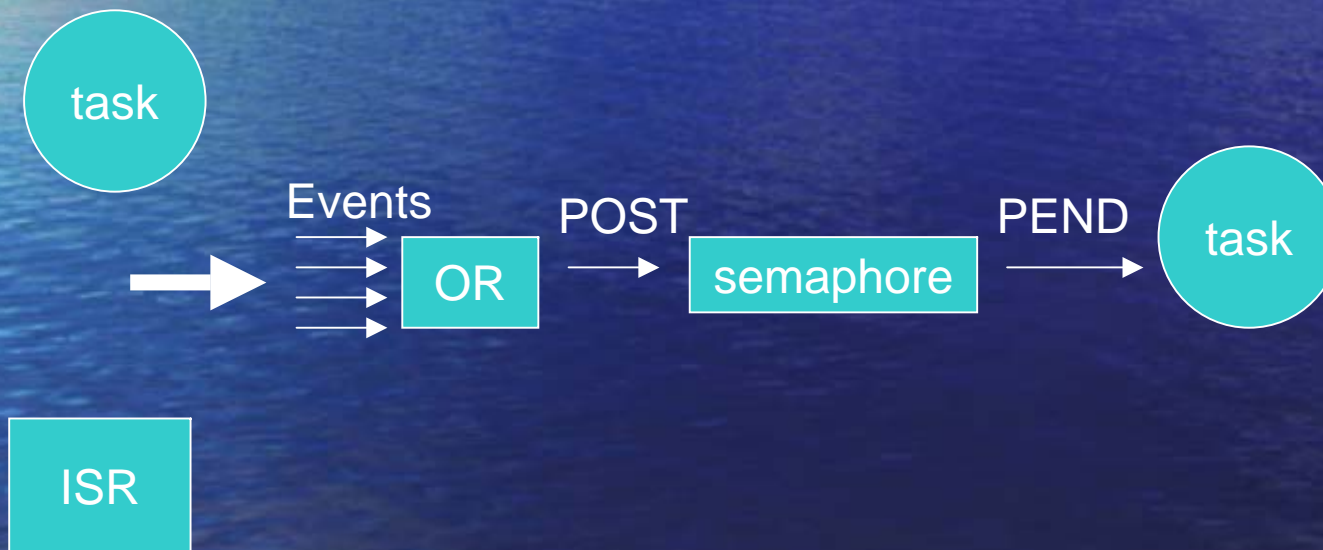 task
Events
POST
PEND
task
OR
semaphore
ISR